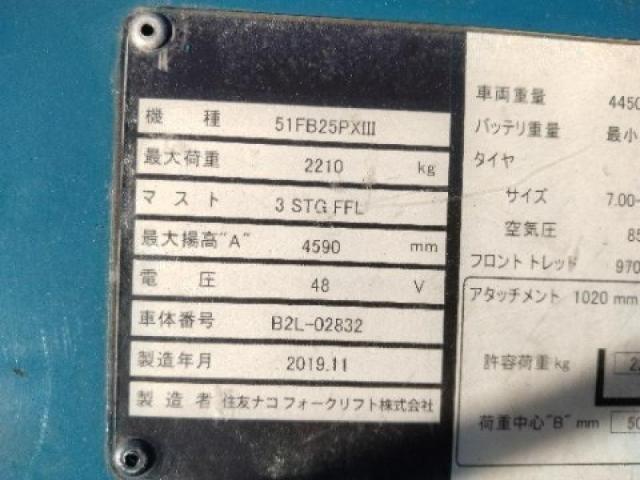 機 種 51FB25PXIII
最大荷重 2210 kg
マスト 3 STG FFL
最大揚高"A" 4590 mm
電 圧 48 V
車体番号 B2L-02832
製造年月 2019.11
製造者 住友ナコフォークリフト株式会社
車両重量 4450
バッテリ重量 最小
タイヤ
サイズ 7.00-
空気圧 85
フロントトレッド 970
アタッチメント 1020 mm
許容荷重 kg
荷重中心"B" mm 50